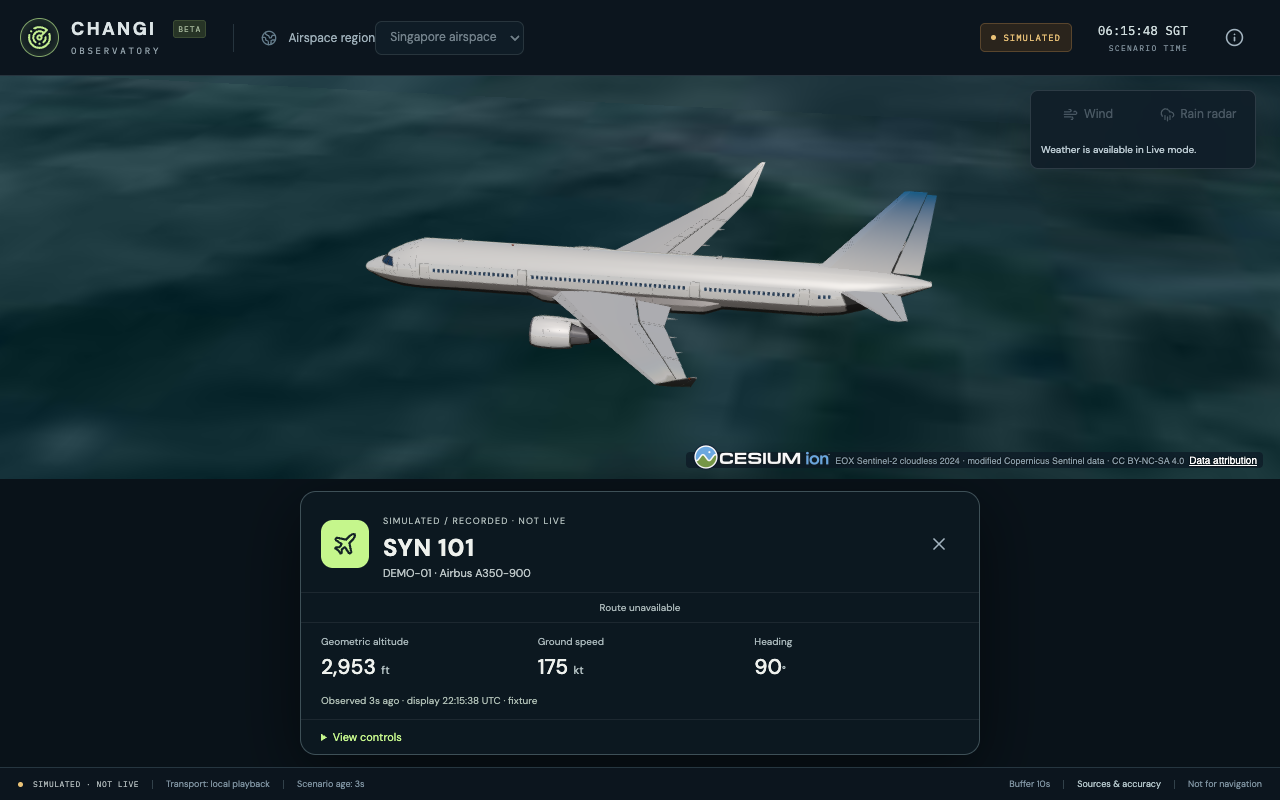 CHANGI BETA
OBSERVATORY
Airspace region Singapore airspace
SIMULATED
06:15:48 SGT
SCENARIO TIME
Wind Rain radar
Weather is available in Live mode.
CESIUM ion EOX Sentinel-2 cloudless 2024 · modified Copernicus Sentinel data · CC BY-NC-SA 4.0 Data attribution
SIMULATED / RECORDED · NOT LIVE
SYN 101
DEMO-01 · Airbus A350-900
Route unavailable
Geometric altitude Ground speed Heading
2,953 ft 175 kt 90°
Observed 3s ago · display 22:15:38 UTC · fixture
View controls
SIMULATED · NOT LIVE Transport: local playback Scenario age: 3s Buffer 10s Sources & accuracy Not for navigation